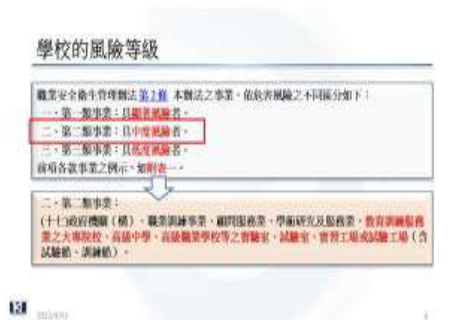 學校的風險等級
職業安全衛生管理辦法第2條 本辦法之事業,依危害風險之不同區分如下:
一、第一類事業:具顯著風險者。
二、第二類事業:具中度風險者。
三、第三類事業:具低度風險者。
前項各款事業之例示,如附表一。
二、第二類事業:
(十七)政府機關(構)、職業訓練事業、顧問服務業、學術研究及服務業、教育訓練服務
業之大專院校、高級中學、高級職業學校等之實驗室、試驗室、實習工場或試驗工場(含
試驗船、訓練船)。